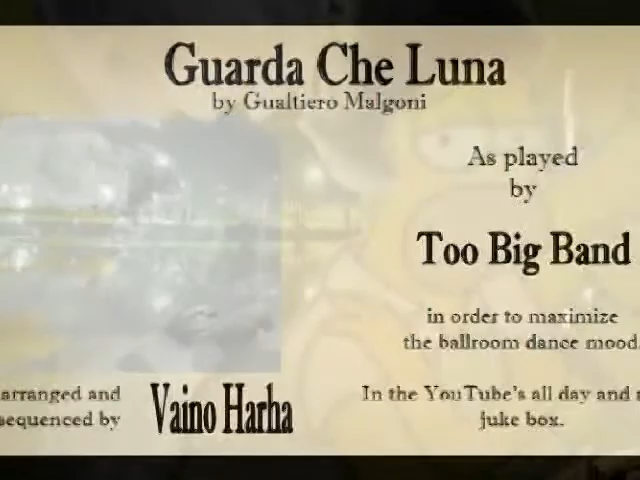 Guarda Che Luna
by Gualtiero Malgoni
As played
by
Too Big Band
in order to maximize
the ballroom dance mood.
arranged and
sequenced by
Vaino Harha
In the YouTube's all day and
juke box.